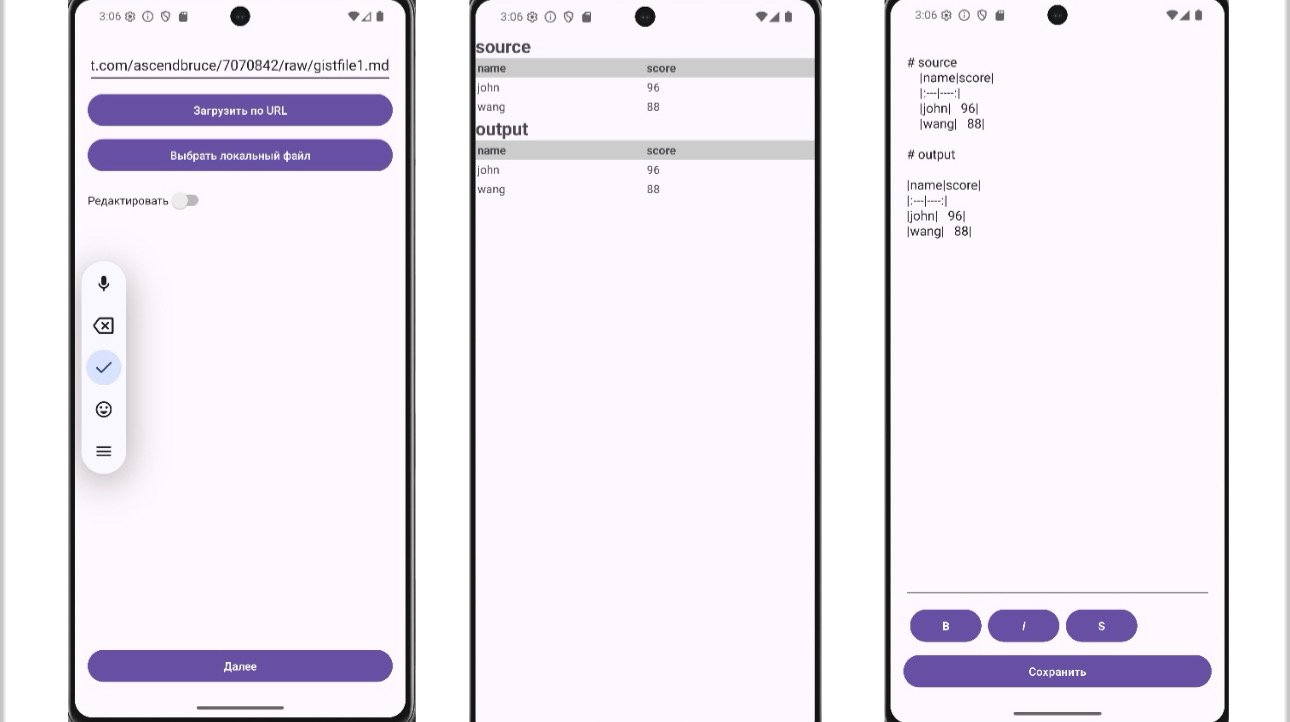 3:06
t.com/ascendbruce/7070842/raw/gistfile1.md
Загрузить по URL
Выбрать локальный файл
Редактировать
Далее
3:06
source
name score
john 96
wang 88
output
name score
john 96
wang 88
3:06
# source
|name|score|
|:---|----:|
|john|   96|
|wang|   88|
# output
|name|score|
|:---|----:|
|john|   96|
|wang|   88|
B I S
Сохранить